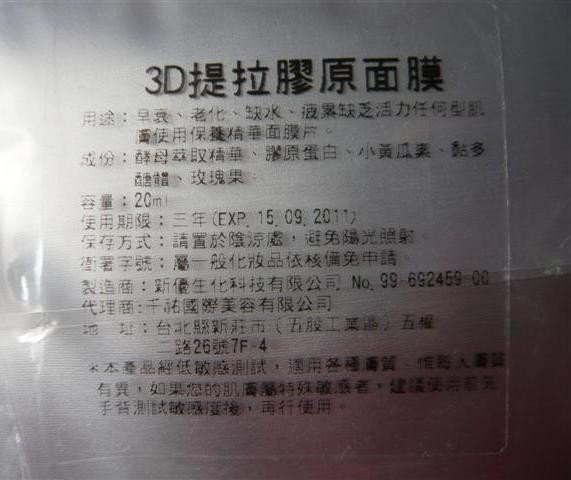 3D提拉膠原面膜
用途：早衰、老化、缺水、疲累缺乏活力任何型肌
膚使用保養精華面膜片。
成份：酵母萃取精華、膠原蛋白、小黃瓜素、黏多
醣體、玫瑰果。
容量：20ml
使用期限：三年(EXP. 15. 09. 2011)
保存方式：請置於陰涼處，避免陽光照射。
衛署字號：屬一般化妝品依核備免申請。
製造商：新優生化科技有限公司 No. 99-692459-00
代理商：千祐國際美容有限公司
地　址：台北縣新莊市（五股工業區）五權
二路26號7F-4
＊本產品經低敏感測試，適用各種膚質。惟每人膚質
有異，如果您的肌膚屬特殊敏感者，建議使用前先
手背測試敏感度後，再行使用。